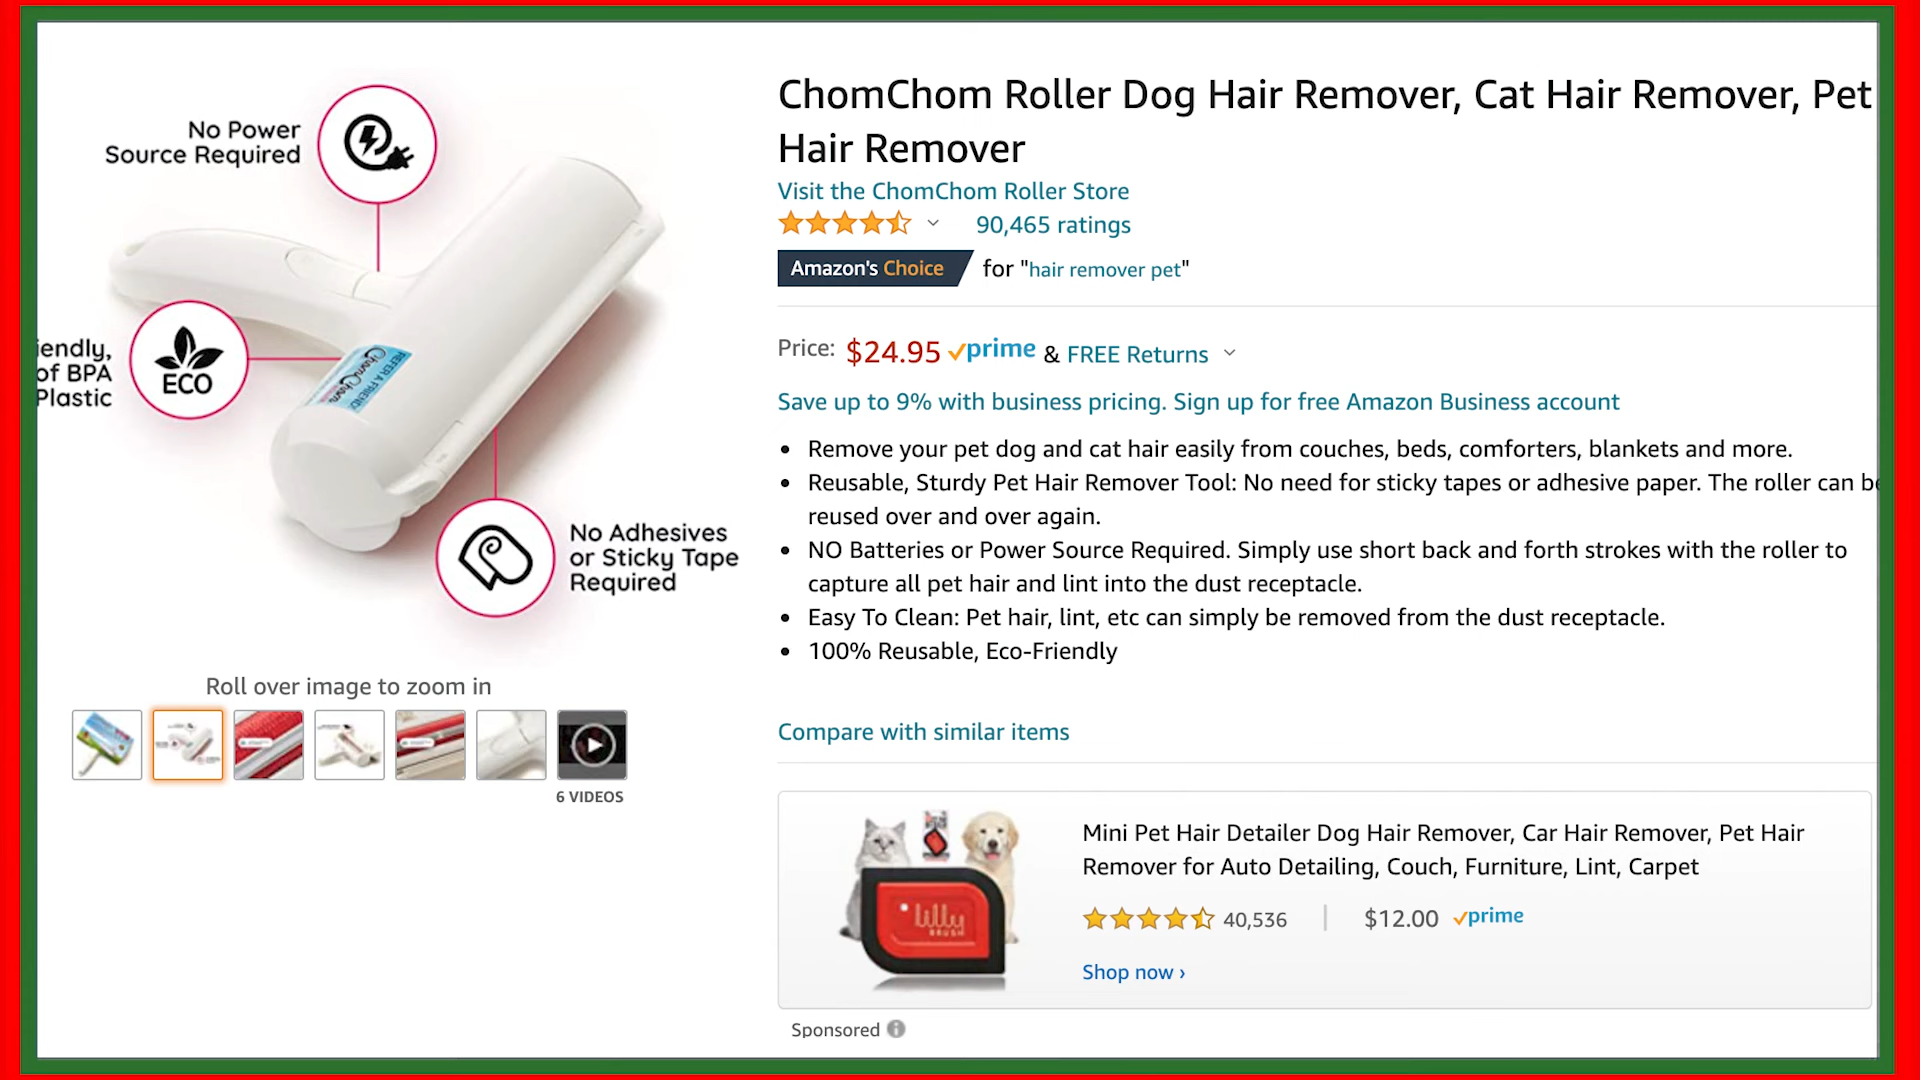 No Power
Source Required
iendly,
of BPA
Plastic
ECO
REFER A FRIEND
ChomChom
No Adhesives
or Sticky Tape
Required
Roll over image to zoom in
6 VIDEOS
ChomChom Roller Dog Hair Remover, Cat Hair Remover, Pet
Hair Remover
Visit the ChomChom Roller Store
90,465 ratings
Amazon's Choice for "hair remover pet"
Price: $24.95 prime & FREE Returns
Save up to 9% with business pricing. Sign up for free Amazon Business account
• Remove your pet dog and cat hair easily from couches, beds, comforters, blankets and more.
• Reusable, Sturdy Pet Hair Remover Tool: No need for sticky tapes or adhesive paper. The roller can be
reused over and over again.
• NO Batteries or Power Source Required. Simply use short back and forth strokes with the roller to
capture all pet hair and lint into the dust receptacle.
• Easy To Clean: Pet hair, lint, etc can simply be removed from the dust receptacle.
• 100% Reusable, Eco-Friendly
Compare with similar items
lilly
BRUSH
Mini Pet Hair Detailer Dog Hair Remover, Car Hair Remover, Pet Hair
Remover for Auto Detailing, Couch, Furniture, Lint, Carpet
40,536 | $12.00 prime
Shop now ›
Sponsored